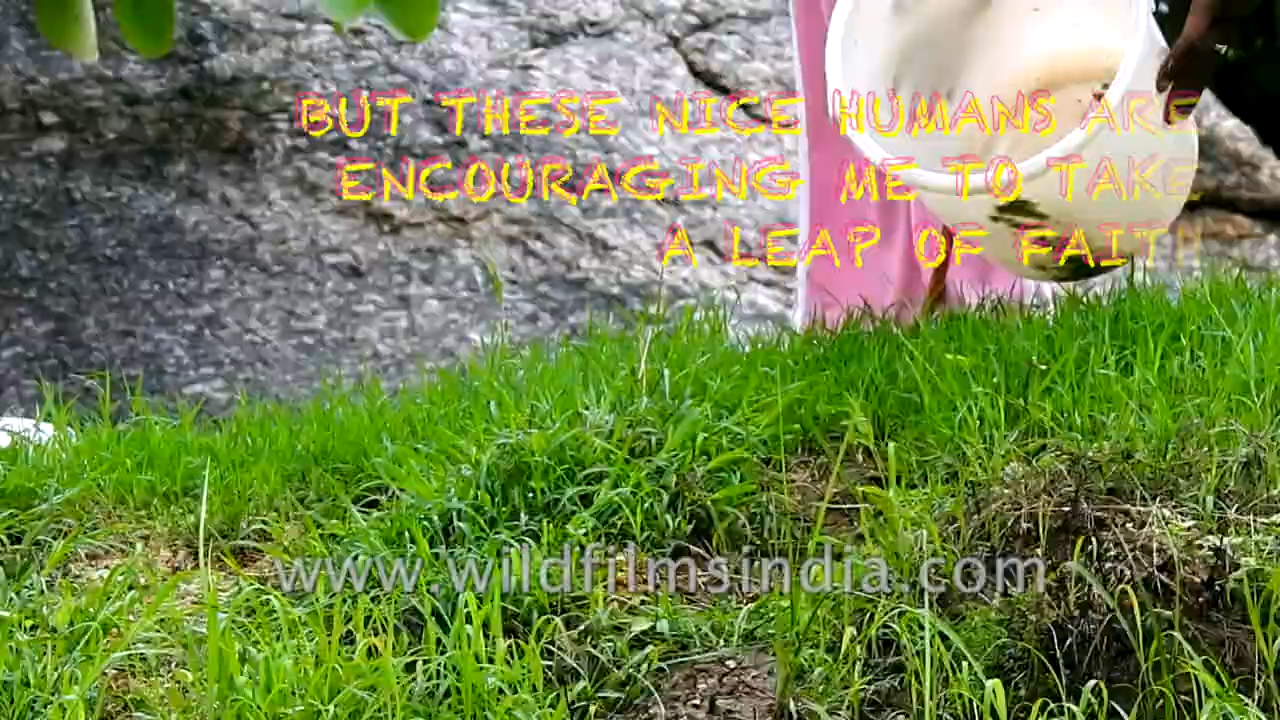 BUT THESE NICE HUMANS ARE
ENCOURAGING ME TO TAKE
A LEAP OF FAITH
www.wildfilmsindia.com